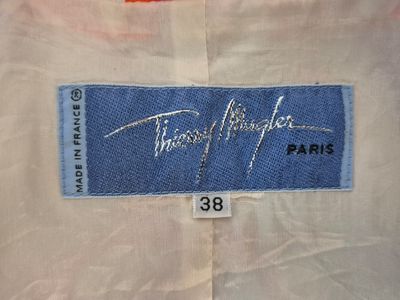 MADE IN FRANCE ®
Thierry Mugler
PARIS
38